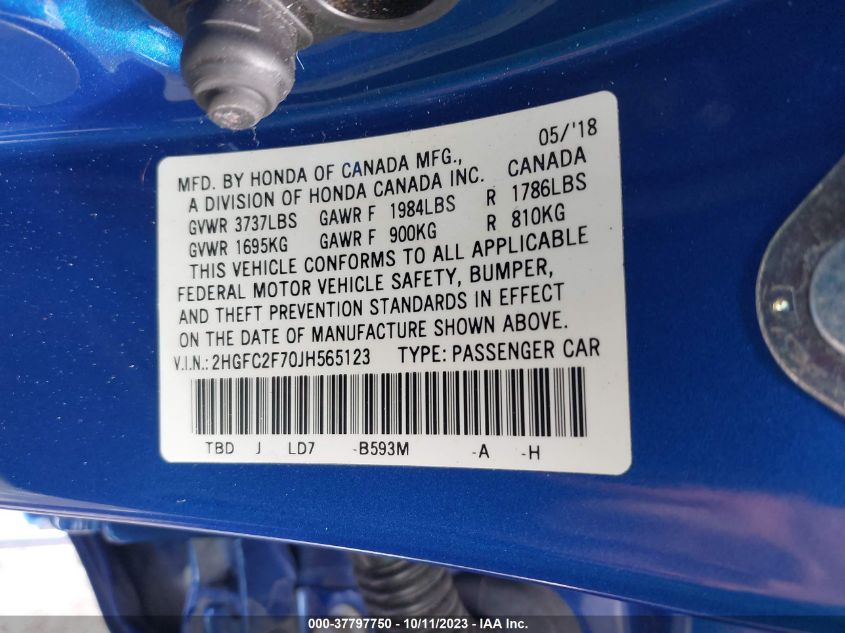 05/'18
MFD. BY HONDA OF CANADA MFG.,
A DIVISION OF HONDA CANADA INC. CANADA
GVWR 3737LBS GAWR F 1984LBS R 1786LBS
GVWR 1695KG GAWR F 900KG R 810KG
THIS VEHICLE CONFORMS TO ALL APPLICABLE
FEDERAL MOTOR VEHICLE SAFETY, BUMPER,
AND THEFT PREVENTION STANDARDS IN EFFECT
ON THE DATE OF MANUFACTURE SHOWN ABOVE.
V.I.N.: 2HGFC2F70JH565123 TYPE: PASSENGER CAR
TBD J LD7 -B593M -A -H
000-37797750 - 10/11/2023 - IAA Inc.